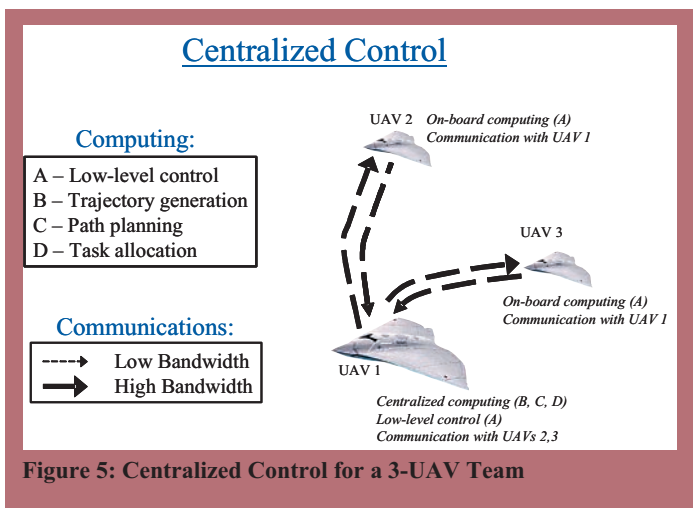 Centralized Control
Computing:
A – Low-level control
B – Trajectory generation
C – Path planning
D – Task allocation
Communications:
Low Bandwidth
High Bandwidth
UAV 2
On-board computing (A)
Communication with UAV 1
UAV 3
On-board computing (A)
Communication with UAV 1
UAV 1
Centralized computing (B, C, D)
Low-level control (A)
Communication with UAVs 2,3
Figure 5: Centralized Control for a 3-UAV Team